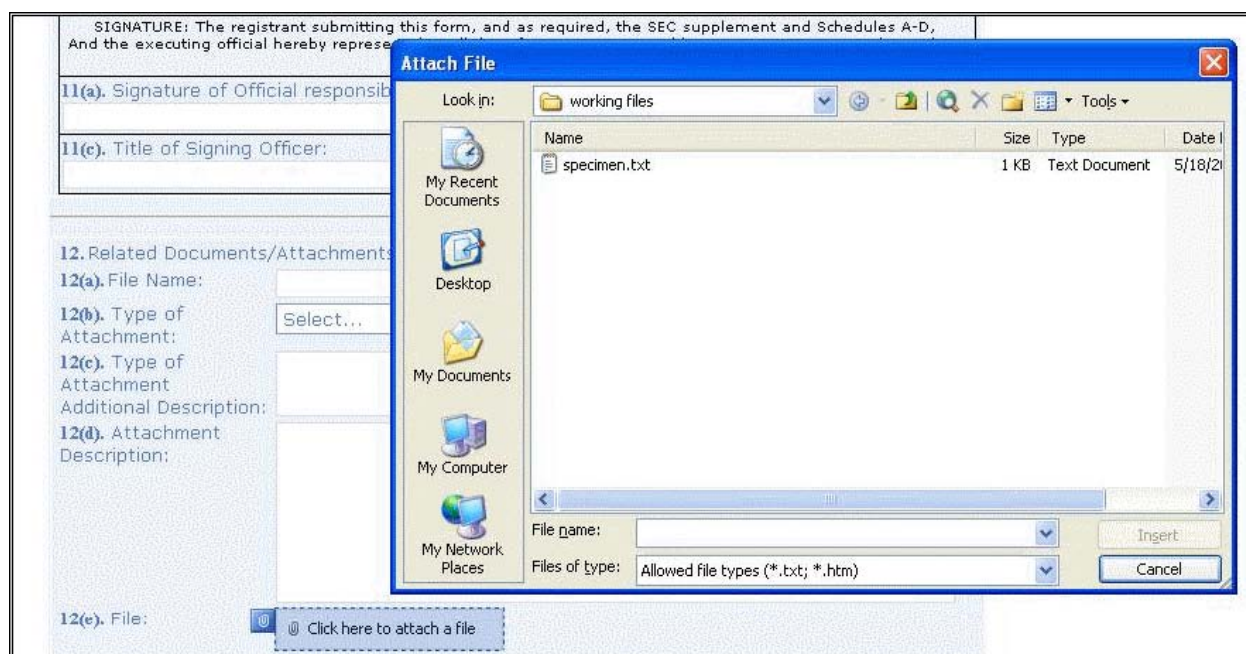 SIGNATURE: The registrant submitting this form, and as required, the SEC supplement and Schedules A-D,
And the executing official hereby
Attach File
11(a). Signature of Official
Look in:
working files
Tools
Name
Size
Type
Date
specimen.txt
1 KB
Text Document
5/18/2
11(c). Title of Signing Officer:
My Recent
Documents
Desktop
My Documents
My Computer
My Network
Places
12. Related Documents/Attachments
12(a). File Name:
12(b). Type of
Attachment:
Select...
12(c). Type of
Attachment
Additional Description:
12(d). Attachment
Description:
File name:
Insert
Files of type:
Allowed file types (*.txt; *.htm)
Cancel
12(e). File:
Click here to attach a file